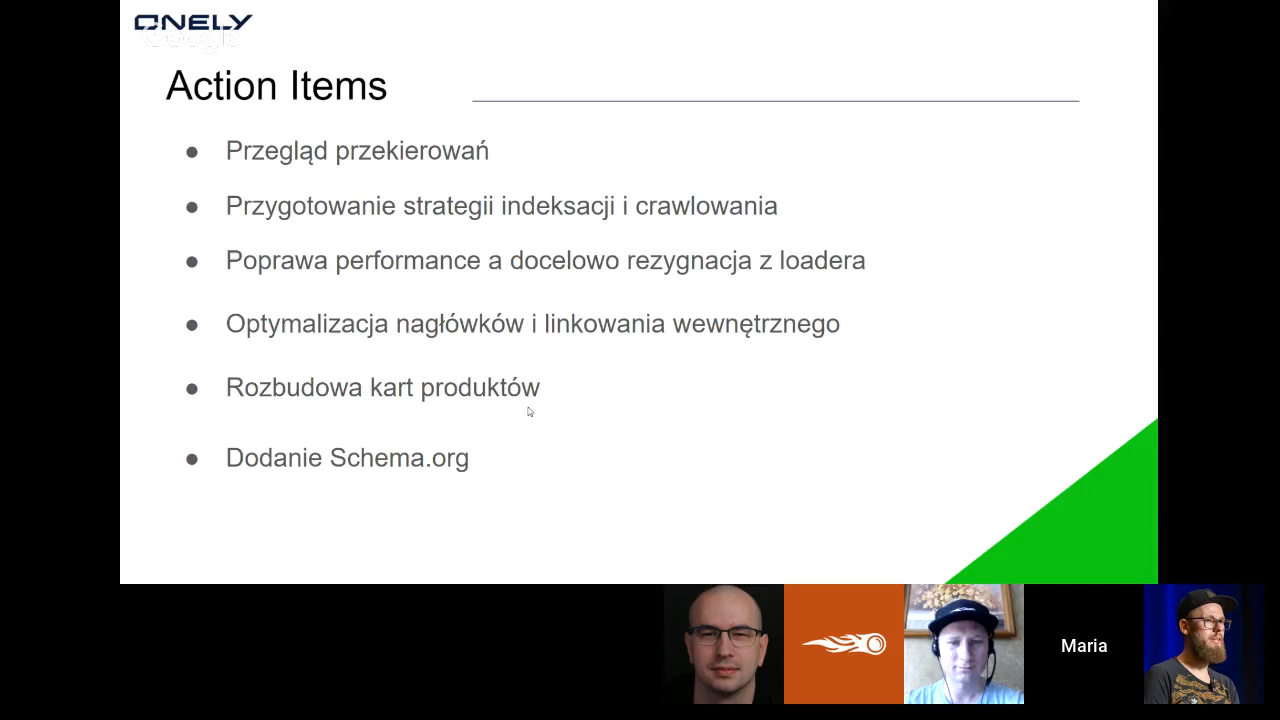 ONELY
Google
Action Items
● Przegląd przekierowań
● Przygotowanie strategii indeksacji i crawlowania
● Poprawa performance a docelowo rezygnacja z loadera
● Optymalizacja nagłówków i linkowania wewnętrznego
● Rozbudowa kart produktów
● Dodanie Schema.org
Maria